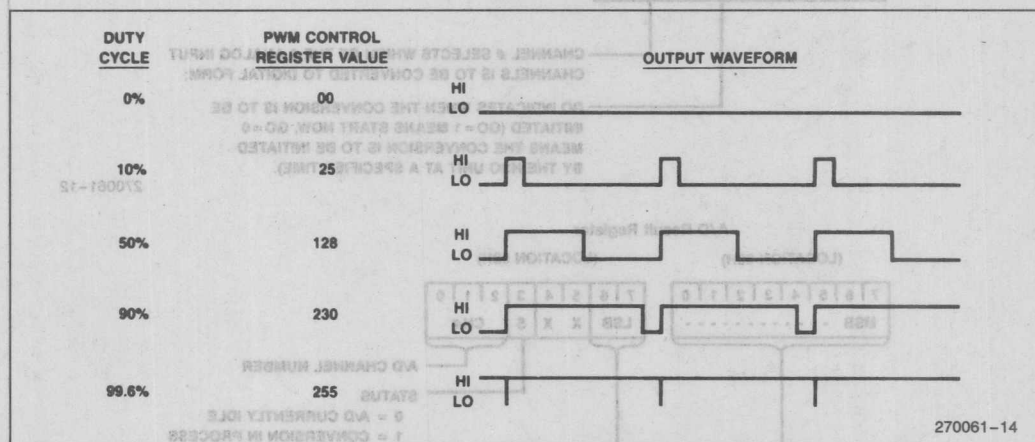 DUTY CYCLE PWM CONTROL REGISTER VALUE OUTPUT WAVEFORM
0% 00 HI LO
10% 25 HI LO
50% 128 HI LO
90% 230 HI LO
99.6% 255 HI LO
270061-14